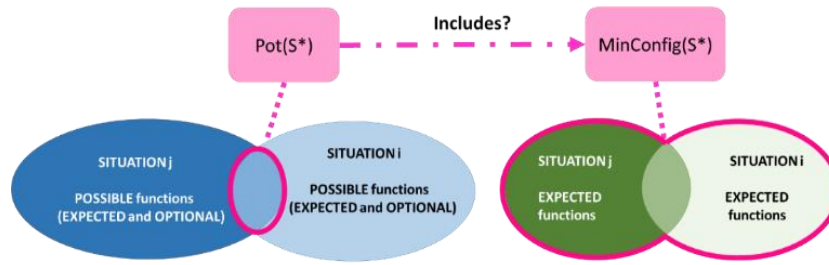 Includes?
Pot(S*)
MinConfig(S*)
SITUATION j
POSSIBLE functions
(EXPECTED and OPTIONAL)
SITUATION i
POSSIBLE functions
(EXPECTED and OPTIONAL)
SITUATION j
EXPECTED
functions
SITUATION i
EXPECTED
functions